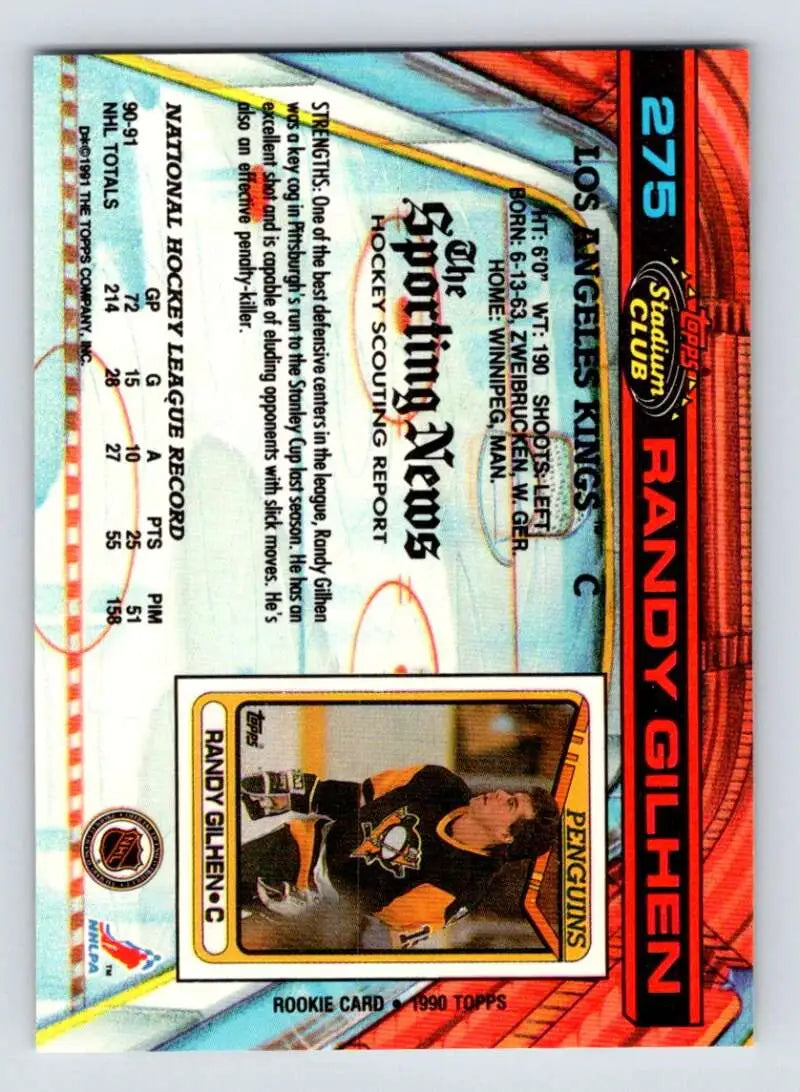 275
topps
Stadium
CLUB
RANDY GILHEN
LOS ANGELES KINGS™ C
HT: 6'0" WT: 190 SHOOTS: LEFT
BORN: 6-13-63, ZWEIBRUCKEN, W. GER.
HOME: WINNIPEG, MAN.
The
Sporting News
HOCKEY SCOUTING REPORT
STRENGTHS: One of the best defensive centers in the league, Randy Gilhen
was a key cog in Pittsburgh's run to the Stanley Cup last season. He has an
excellent shot and is capable of eluding opponents with slick moves. He's
also an effective penalty-killer.
NATIONAL HOCKEY LEAGUE RECORD
GP G A PTS PIM
90-91 72 15 10 25 51
NHL TOTALS 214 28 27 55 158
D*©1991 THE TOPPS COMPANY, INC.
PENGUINS
topps
RANDY GILHEN • C
ROOKIE CARD • 1990 TOPPS
NHL
NHLPA™